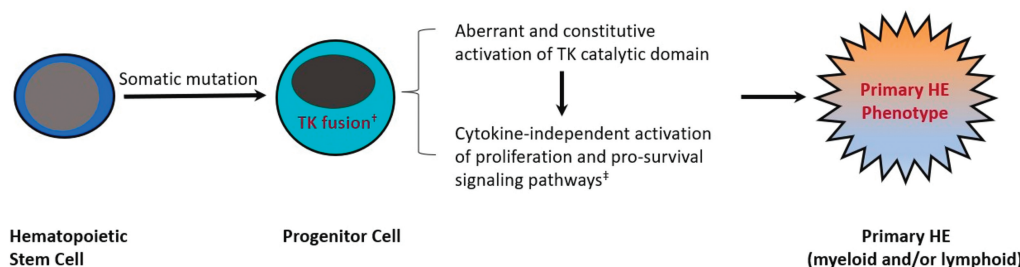 Somatic mutation
TK fusion†
Aberrant and constitutive
activation of TK catalytic domain
Cytokine-independent activation
of proliferation and pro-survival
signaling pathways‡
Primary HE
Phenotype
Hematopoietic
Stem Cell
Progenitor Cell
Primary HE
(myeloid and/or lymphoid)